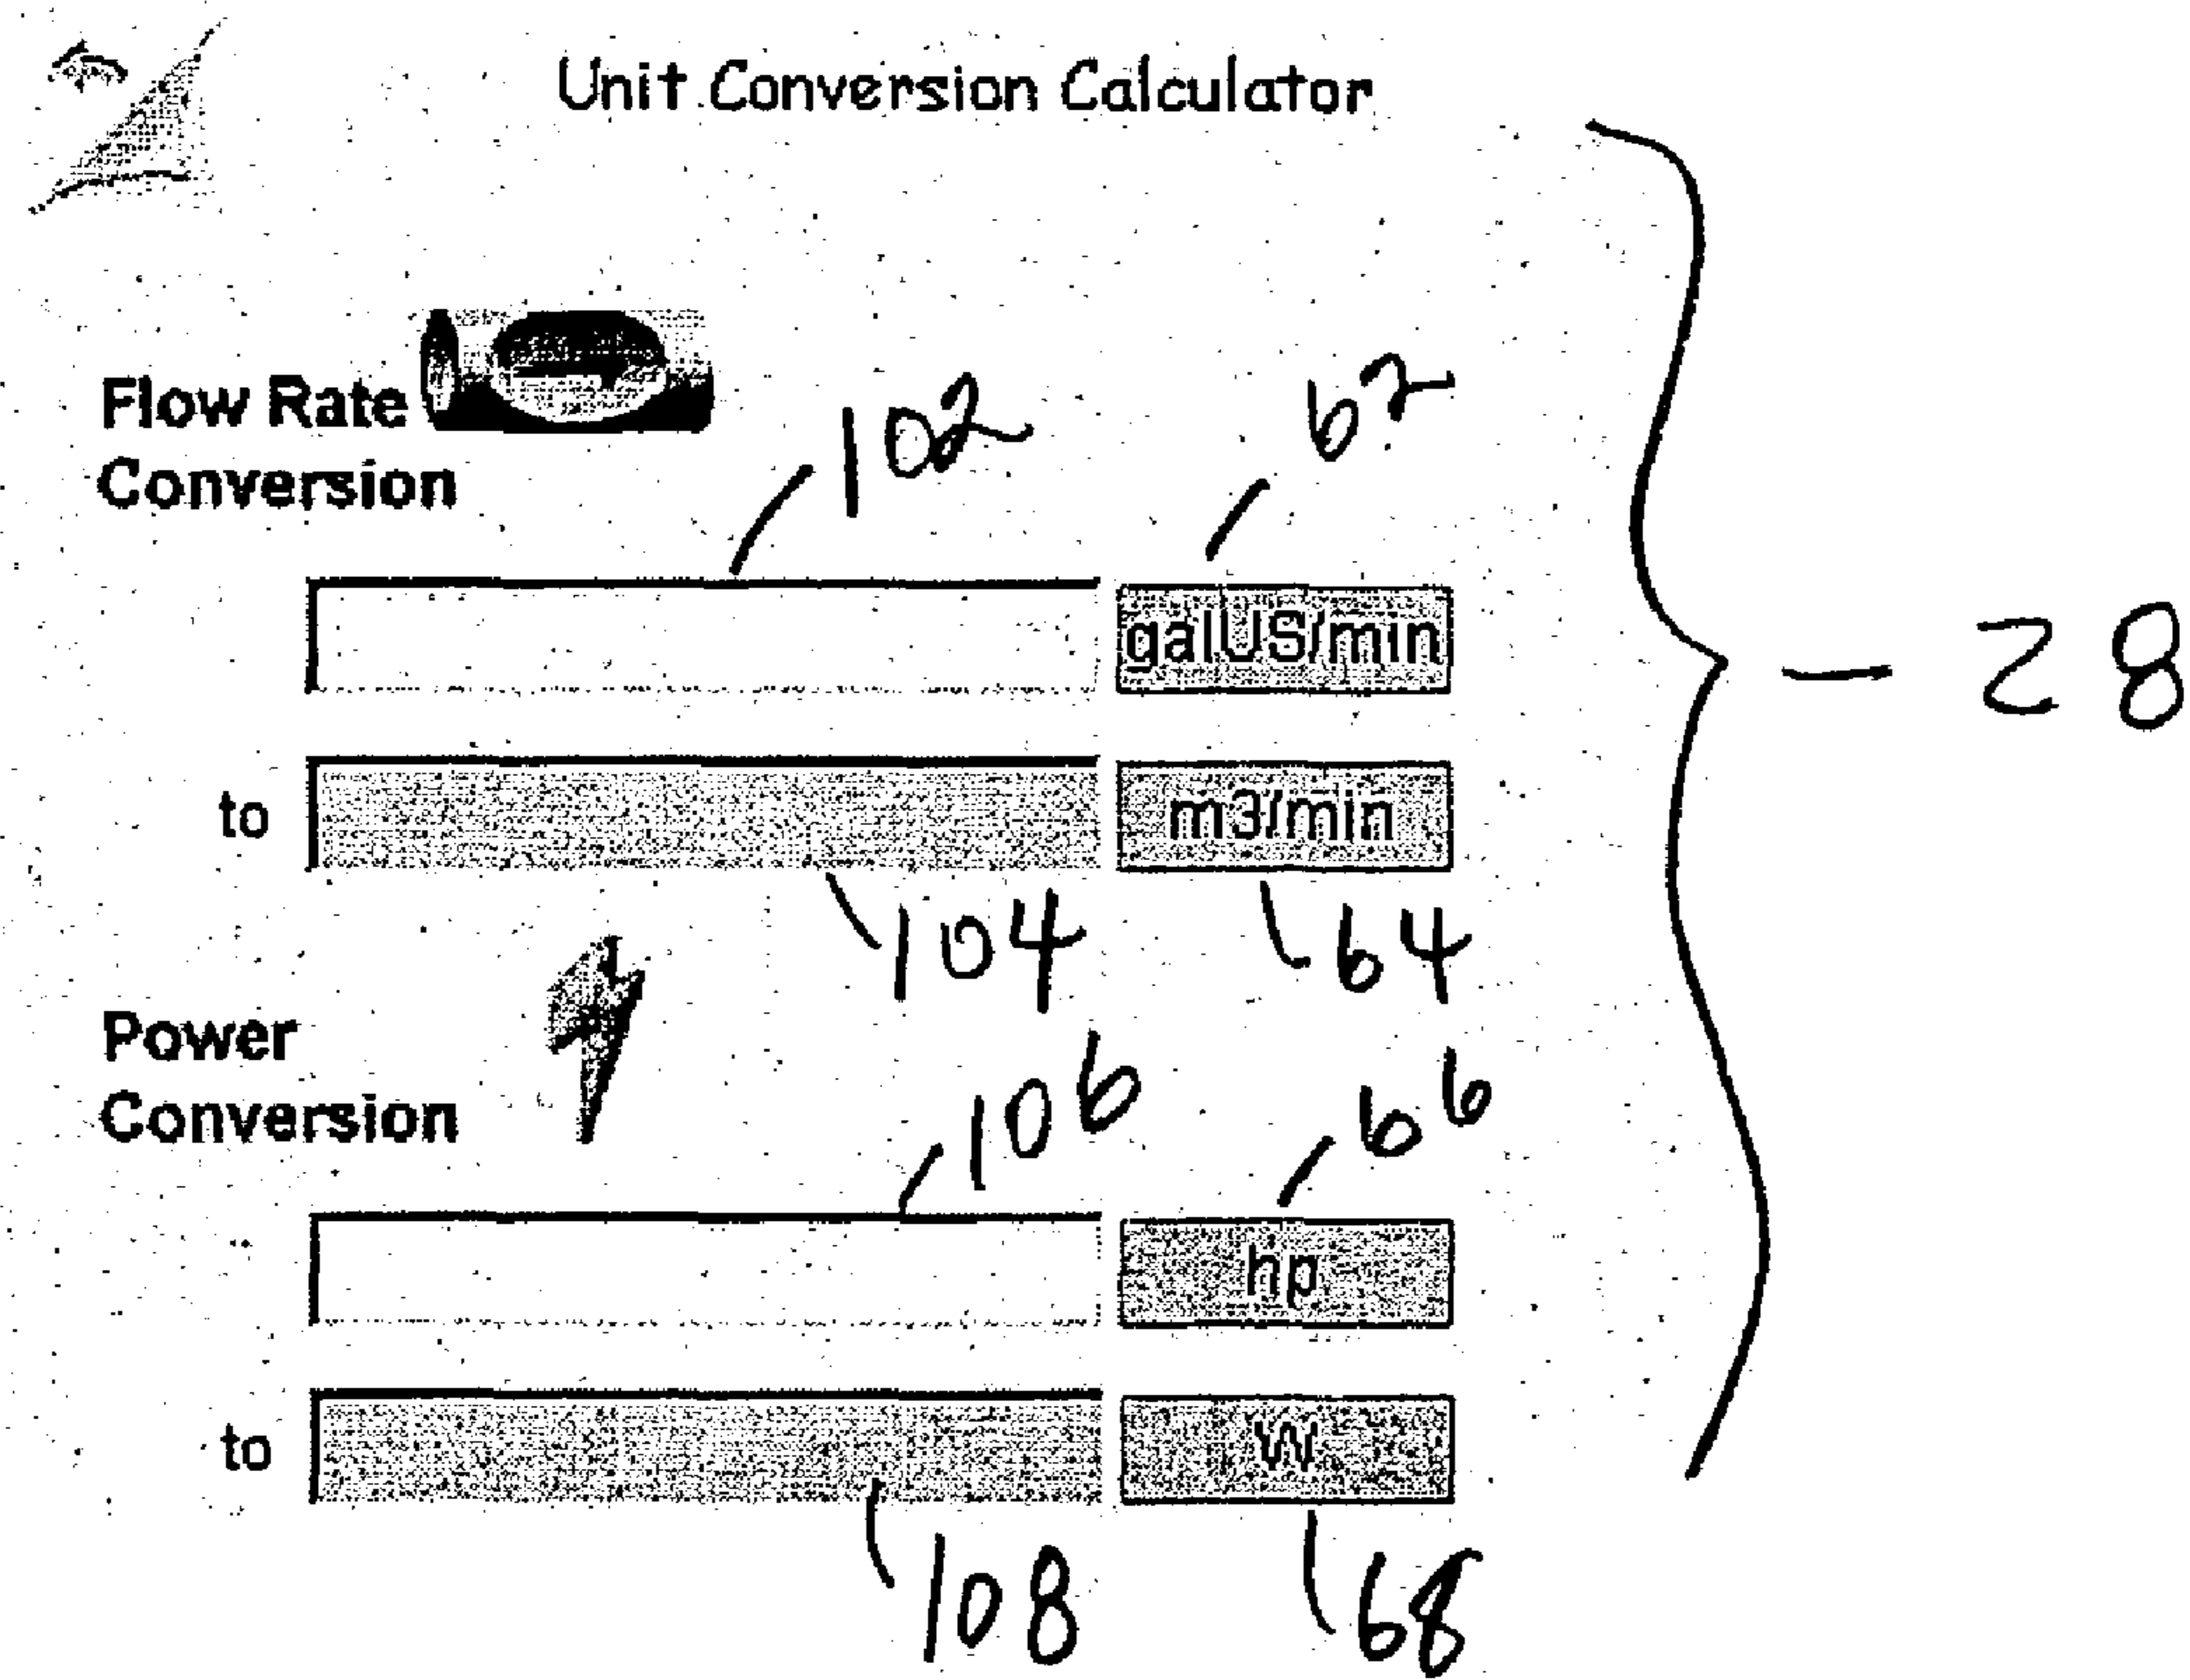 Unit Conversion Calculator
Flow Rate
Conversion
102
62
galUS/min
28
to
m3/min
104
64
Power
Conversion
106
66
hp
to
W
108
68